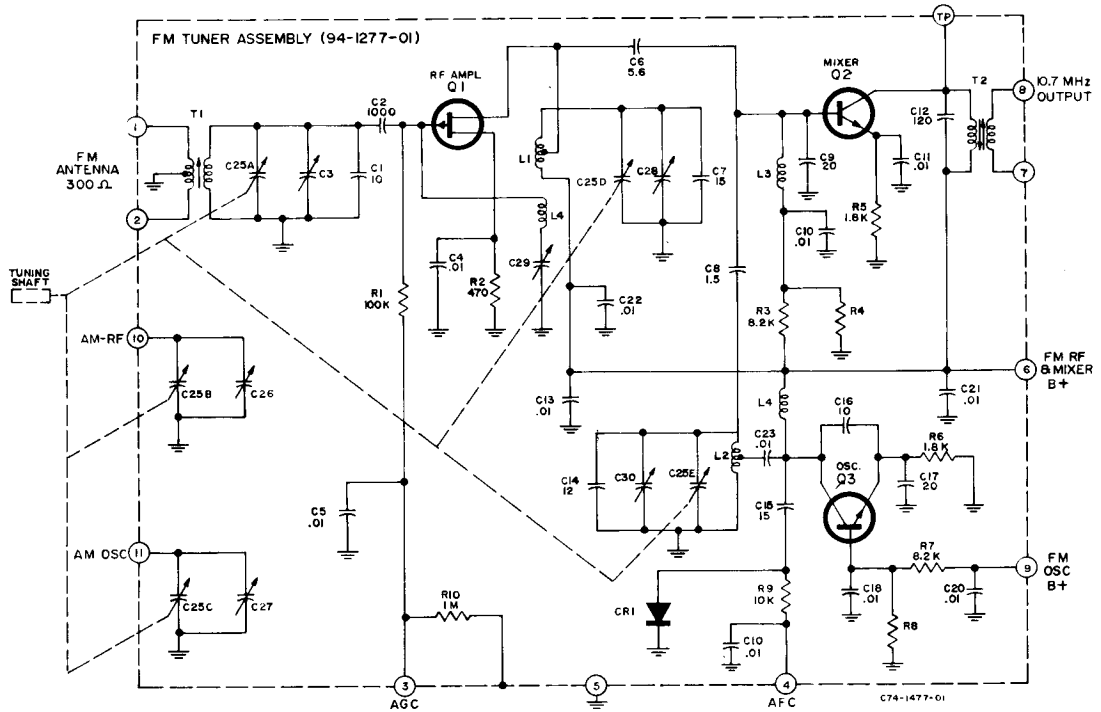 FM TUNER ASSEMBLY (94-1277-01)
TP
C6
5.6
RF AMPL
Q1
MIXER
Q2
T2
8
10.7 MHz
OUTPUT
C2
1000
T1
1
FM
ANTENNA
300 Ω
2
C25A
C3
C1
10
L1
C25D
C28
C7
15
L3
C9
20
C11
.01
C12
120
7
L4
R5
1.8K
C10
.01
C4
.01
R2
470
C29
C8
1.5
TUNING
SHAFT
R1
100K
C22
.01
R3
8.2K
R4
AM-RF
10
C25B
C26
6
FM RF
& MIXER
B+
C13
.01
L4
C21
.01
C16
10
C23
.01
L2
R6
1.8K
C14
12
C30
C25E
OSC.
Q3
C17
20
C15
15
C5
.01
AM OSC
11
C25C
C27
R7
8.2K
9
FM
OSC
B+
R10
1M
CR1
R9
10K
C18
.01
C20
.01
R8
C10
.01
3
AGC
5
4
AFC
C74-1477-01